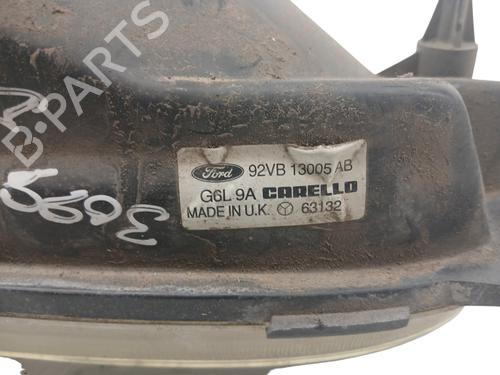 B-PARTS
Ford 92VB 13005 AB
G6L 9A CARELLO
MADE IN U.K. 63132